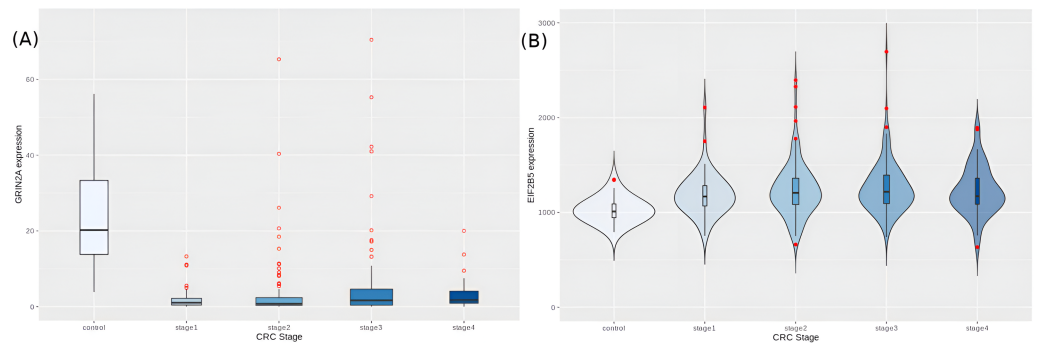 (A)
GRIN2A expression
60
40
20
0
control stage1 stage2 stage3 stage4
CRC Stage
(B)
EIF2B5 expression
3000
2000
1000
0
control stage1 stage2 stage3 stage4
CRC Stage